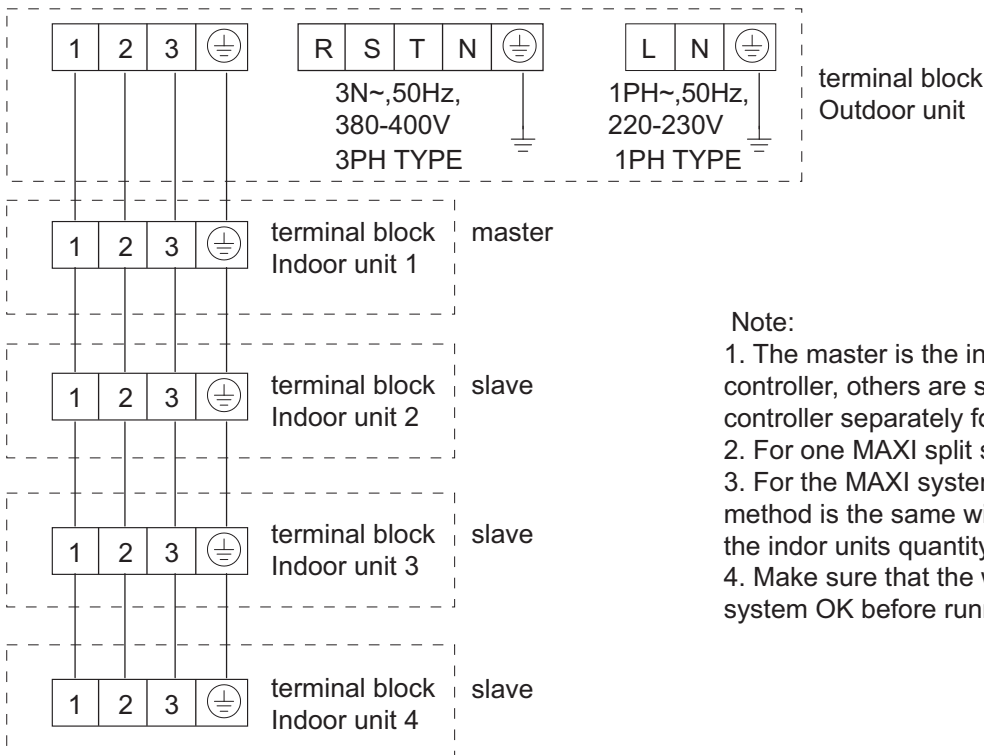 1 2 3
R S T N
L N
3N~,50Hz,
380-400V
3PH TYPE
1PH~,50Hz,
220-230V
1PH TYPE
terminal block
Outdoor unit
1 2 3
terminal block
Indoor unit 1
master
1 2 3
terminal block
Indoor unit 2
slave
1 2 3
terminal block
Indoor unit 3
slave
1 2 3
terminal block
Indoor unit 4
slave
Note:
1. The master is the in
controller, others are s
controller separately fo
2. For one MAXI split s
3. For the MAXI system
method is the same wi
the indor units quantity
4. Make sure that the
system OK before run